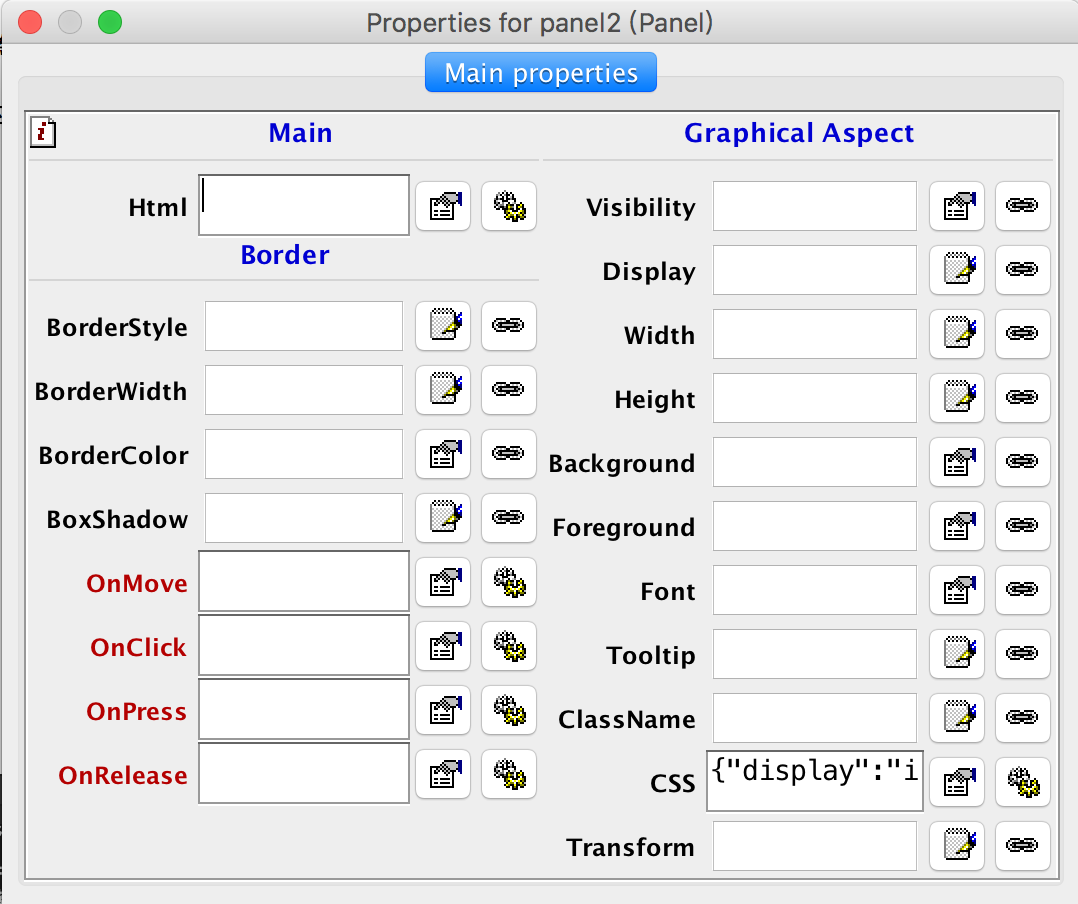 Properties for panel2 (Panel)
Main properties
Main
Html
Border
BorderStyle
BorderWidth
BorderColor
BoxShadow
OnMove
OnClick
OnPress
OnRelease
Graphical Aspect
Visibility
Display
Width
Height
Background
Foreground
Font
Tooltip
ClassName
CSS {"display":"i
Transform